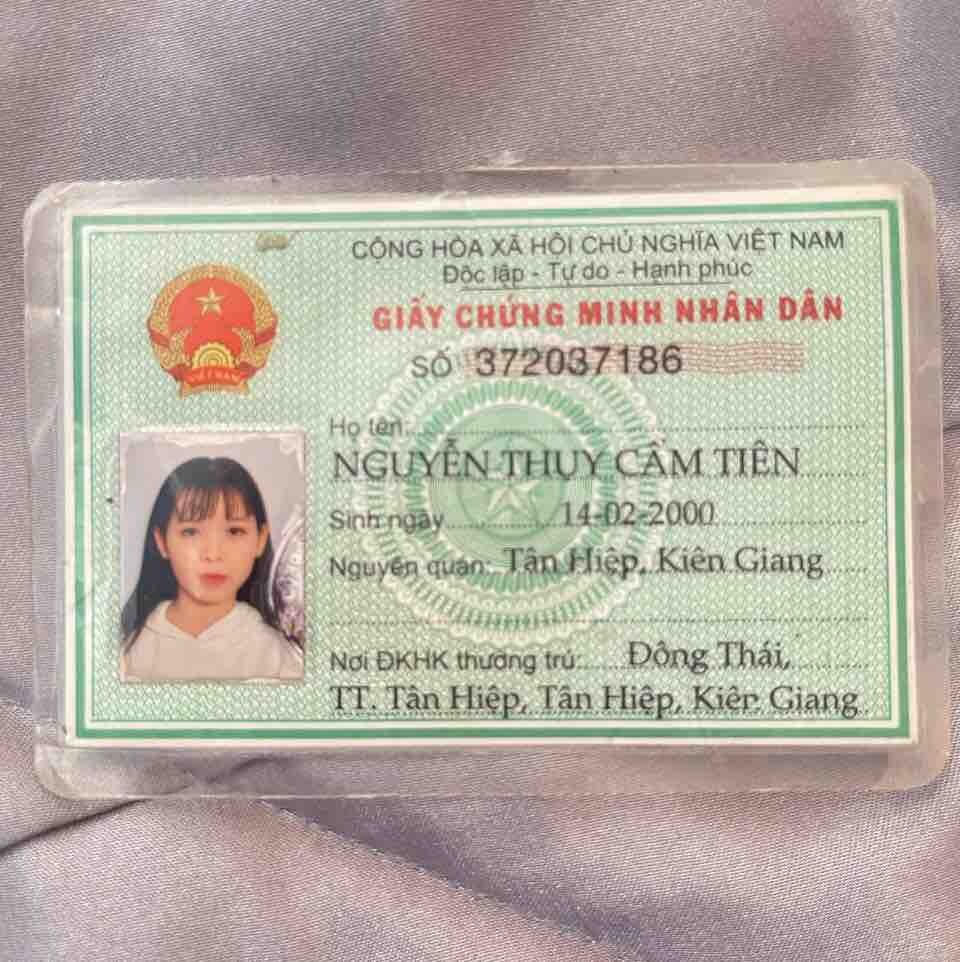 CỘNG HÒA XÃ HỘI CHỦ NGHĨA VIỆT NAM
Độc lập - Tự do - Hạnh phúc
GIẤY CHỨNG MINH NHÂN DÂN
SỐ 372037186
VIỆT NAM
Họ tên:
NGUYỄN THỤY CẨM TIÊN
Sinh ngày 14-02-2000
Nguyên quán: Tân Hiệp, Kiên Giang
Nơi ĐKHK thường trú: Đông Thái,
TT. Tân Hiệp, Tân Hiệp, Kiên Giang